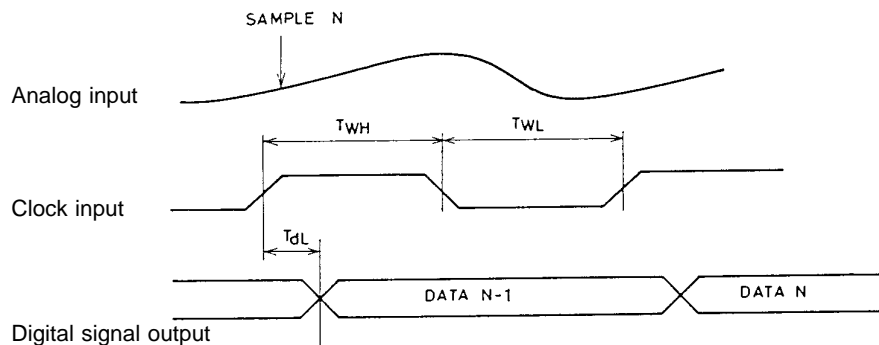 SAMPLE N
Analog input
TWH TWL
Clock input
TdL
DATA N-1 DATA N
Digital signal output